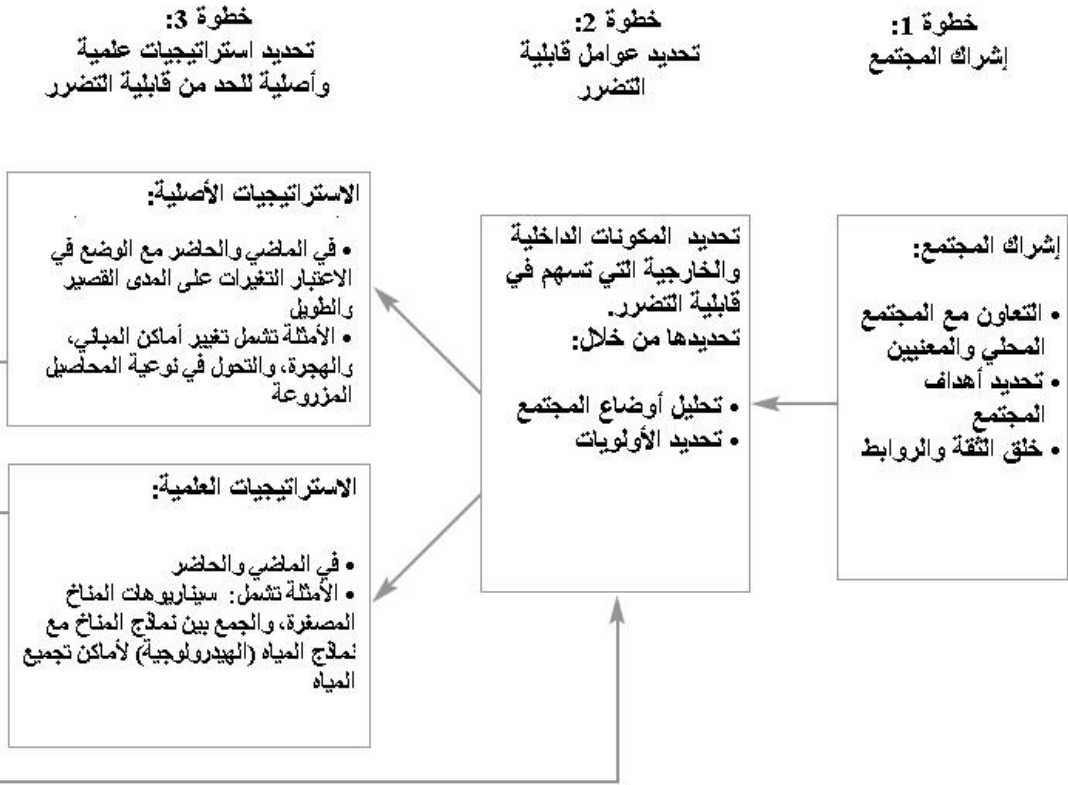 خطوة 1:
إشراك المجتمع
خطوة 2:
تحديد عوامل قابلية
التضرر
خطوة 3:
تحديد استراتيجيات علمية
وأصلية للحد من قابلية التضرر
إشراك المجتمع:
• التعاون مع المجتمع
المحلي والمعنيين
• تحديد أهداف
المجتمع
• خلق الثقة والروابط
تحديد المكونات الداخلية
والخارجية التي تسهم في
قابلية التضرر.
تحديدها من خلال:
• تحليل أوضاع المجتمع
• تحديد الأولويات
الاستراتيجيات الأصلية:
• في الماضي والحاضر مع الوضع في
الاعتبار التغيرات على المدى القصير
والطويل
• الأمثلة تشمل تغيير أماكن المباني،
والهجرة، والتحول في نوعية المحاصيل
المزروعة
الاستراتيجيات العلمية:
• في الماضي والحاضر
• الأمثلة تشمل: سيناريوهات المناخ
المصغرة، والجمع بين نماذج المناخ مع
نماذج المياه (الهيدرولوجية) لأماكن تجميع
المياه